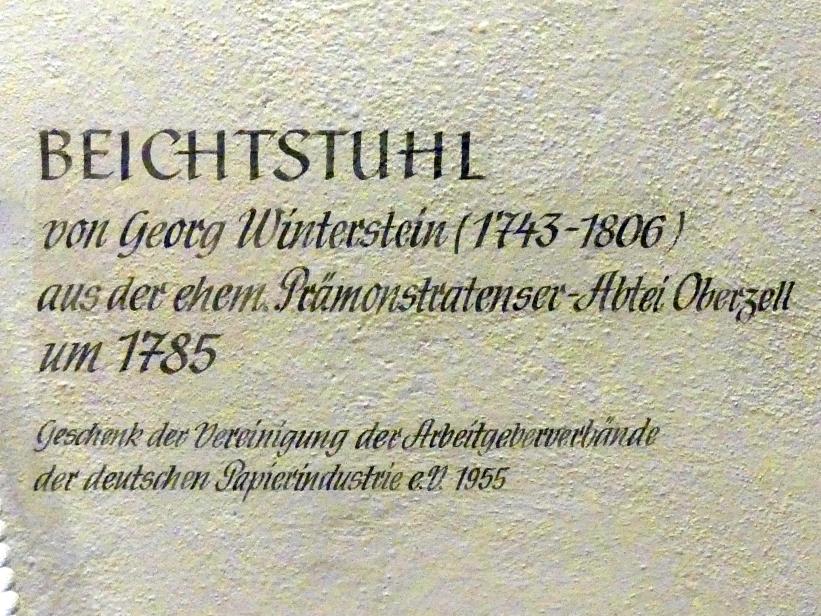 BEICHTSTUHL
von Georg Winterstein (1743-1806)
aus der ehem. Prämonstratenser-Abtei Oberzell
um 1785
Geschenk der Vereinigung der Arbeitgeberverbände
der deutschen Papierindustrie e.V. 1955